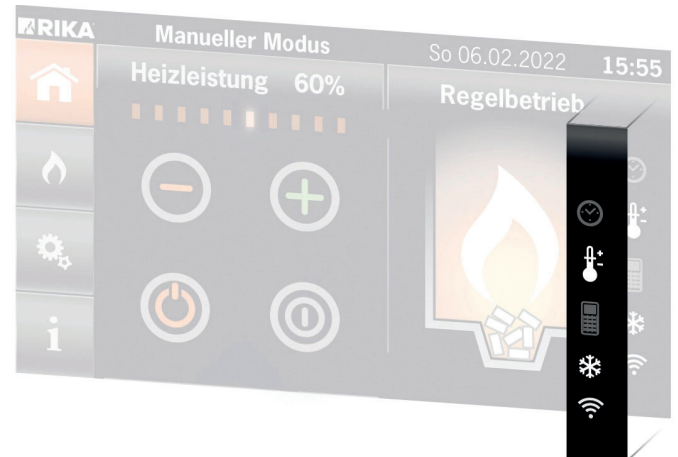 RIKA
Manueller Modus
So 06.02.2022
15:55
Heizleistung 60%
Regelbetrieb
i